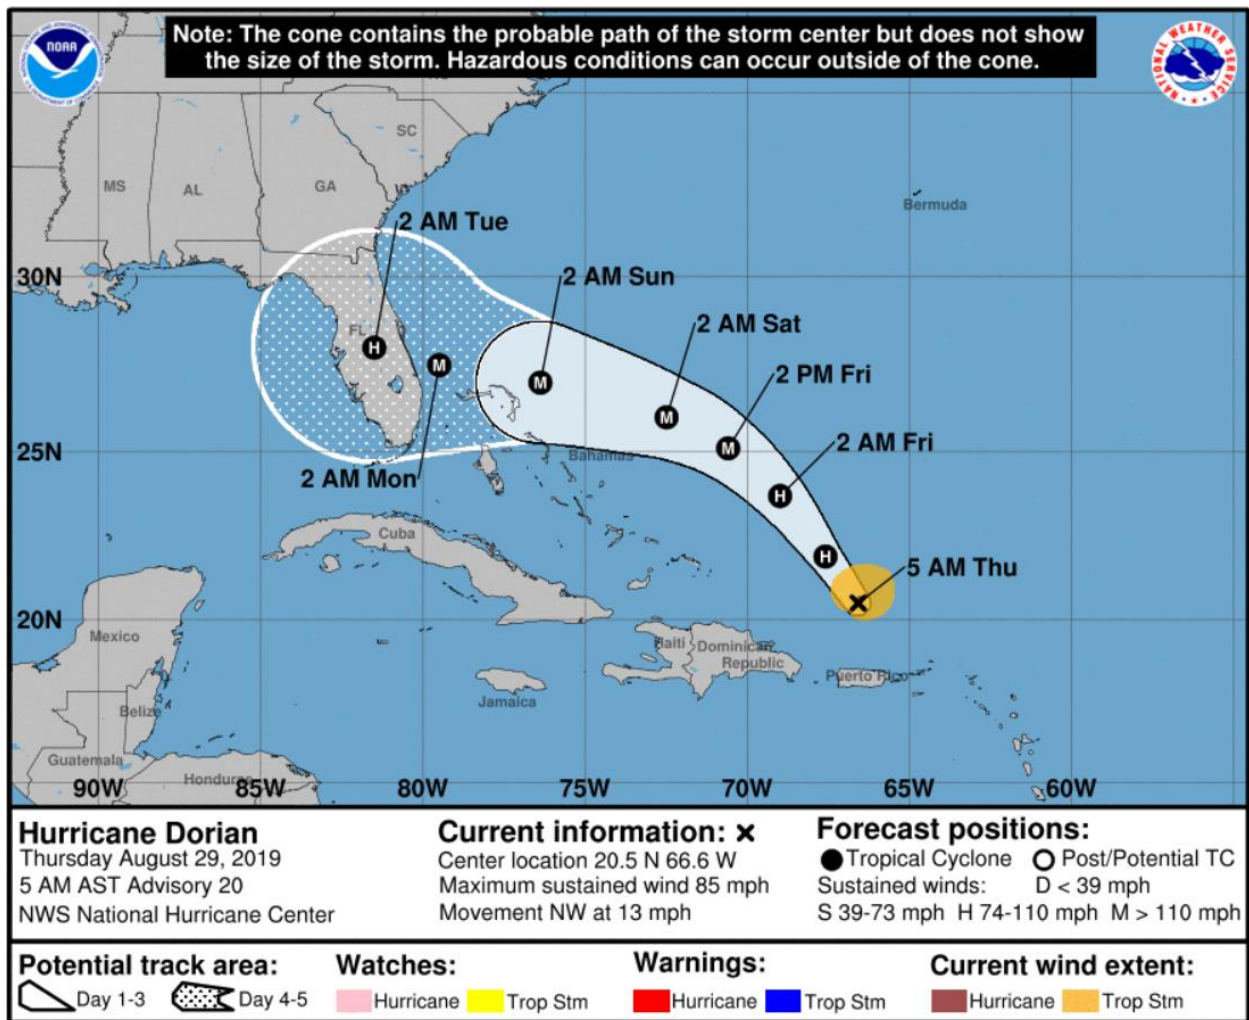 Note: The cone contains the probable path of the storm center but does not show
the size of the storm. Hazardous conditions can occur outside of the cone.
NOAA
NATIONAL WEATHER SERVICE
SC
MS
AL
GA
Bermuda
2 AM Tue
30N
2 AM Sun
2 AM Sat
FL
H
M
M
M
2 PM Fri
M
25N
Bahamas
2 AM Fri
2 AM Mon
H
Cuba
H
5 AM Thu
20N
Mexico
Haiti
Dominican
Republic
Puerto Rico
Jamaica
Belize
Guatemala
Honduras
90W
85W
80W
75W
70W
65W
60W
Hurricane Dorian
Thursday August 29, 2019
5 AM AST Advisory 20
NWS National Hurricane Center
Current information: x
Center location 20.5 N 66.6 W
Maximum sustained wind 85 mph
Movement NW at 13 mph
Forecast positions:
Tropical Cyclone Post/Potential TC
Sustained winds: D < 39 mph
S 39-73 mph H 74-110 mph M > 110 mph
Potential track area:
Day 1-3 Day 4-5
Watches:
Hurricane Trop Stm
Warnings:
Hurricane Trop Stm
Current wind extent:
Hurricane Trop Stm